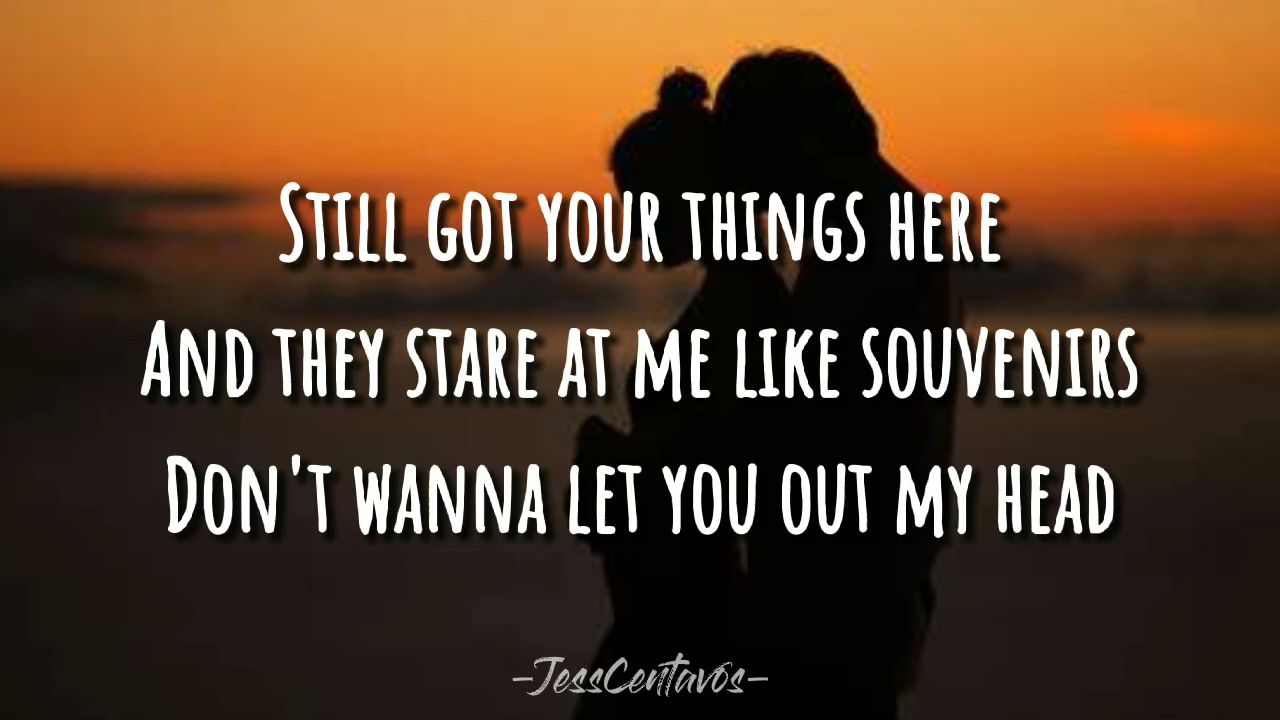 Still got your things here
And they stare at me like souvenirs
Don't wanna let you out my head
-JessCentavos-